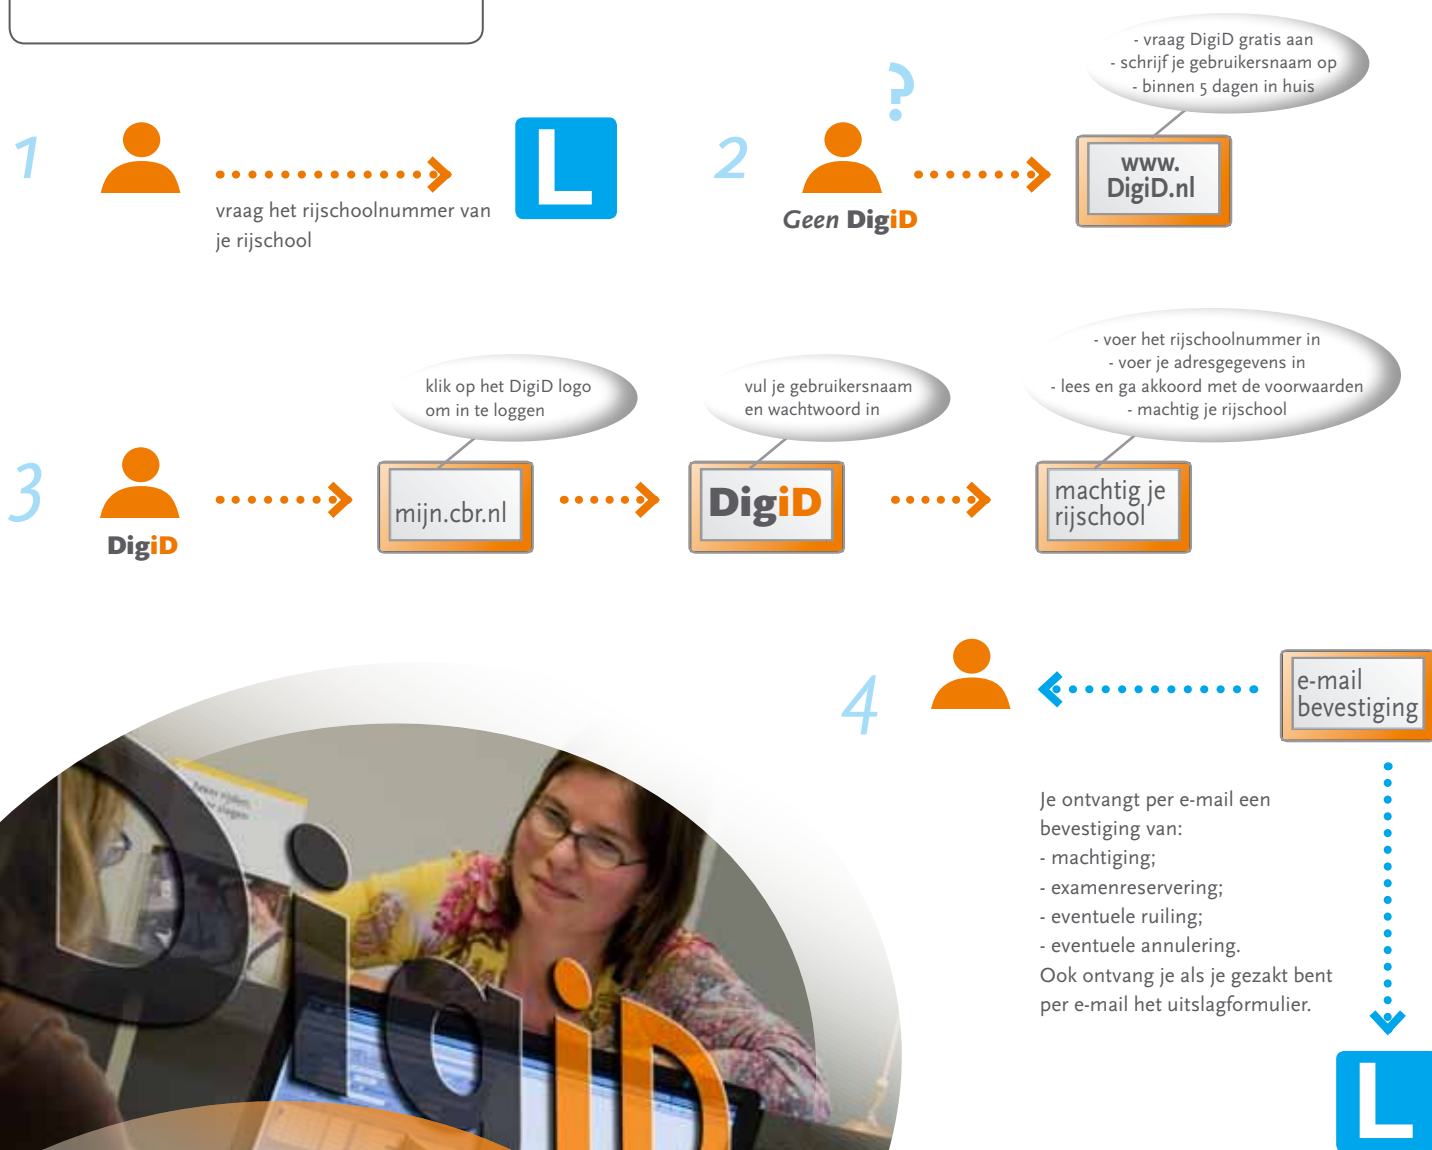 1
L
vraag het rijschoolnummer van
je rijschool
2
?
Geen DigiD
- vraag DigiD gratis aan
- schrijf je gebruikersnaam op
- binnen 5 dagen in huis
www.
DigiD.nl
3
DigiD
klik op het DigiD logo
om in te loggen
mijn.cbr.nl
vul je gebruikersnaam
en wachtwoord in
DigiD
- voer het rijschoolnummer in
- voer je adresgegevens in
- lees en ga akkoord met de voorwaarden
- machtig je rijschool
machtig je
rijschool
4
e-mail
bevestiging
Je ontvangt per e-mail een
bevestiging van:
- machtiging;
- examenreservering;
- eventuele ruiling;
- eventuele annulering.
Ook ontvang je als je gezakt bent
per e-mail het uitslagformulier.
L
DigiD